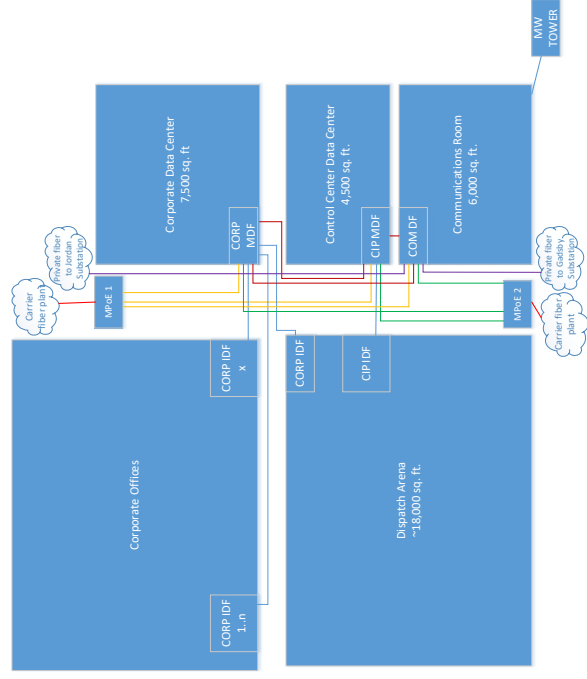 MW
TOWER
Corporate Data Center
7,500 sq. ft
CORP
MDF
Control Center Data Center
4,500 sq. ft.
CIP MDF
Communications Room
6,000 sq. ft.
COM DF
Private fiber
to Jordan
Substation
Carrier
fiber plant
MPoE 1
Private fiber
to Gadsby
Substation
Carrier fiber
plant
MPoE 2
Corporate Offices
CORP IDF
x
CORP IDF
1..n
Dispatch Arena
~18,000 sq. ft.
CORP IDF
CIP IDF